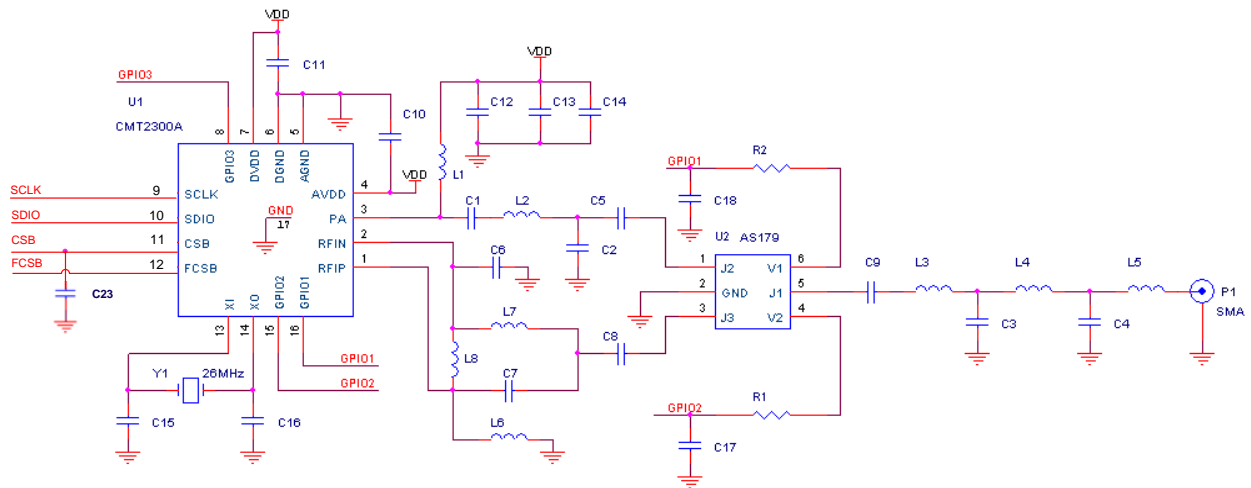 VDD
C11
GPIO3
U1
CMT2300A
VDD
C12
C13
C14
C10
8
7
6
5
GPIO3
DVDD
DGND
AGND
L1
SCLK
9
SCLK
AVDD
4
VDD
SDIO
10
SDIO
GND
17
PA
3
C1
L2
C5
CSB
11
CSB
RFIN
2
C6
C2
FCSB
12
FCSB
RFIP
1
C23
XI
XO
GPIO2
GPIO1
13
14
15
16
L7
L8
C7
C8
L6
Y1
26MHz
GPIO1
GPIO2
C15
C16
GPIO1
R2
C18
U2
AS179
1
J2
V1
6
2
GND
J1
5
3
J3
V2
4
C9
L3
L4
L5
P1
SMA
C3
C4
GPIO2
R1
C17